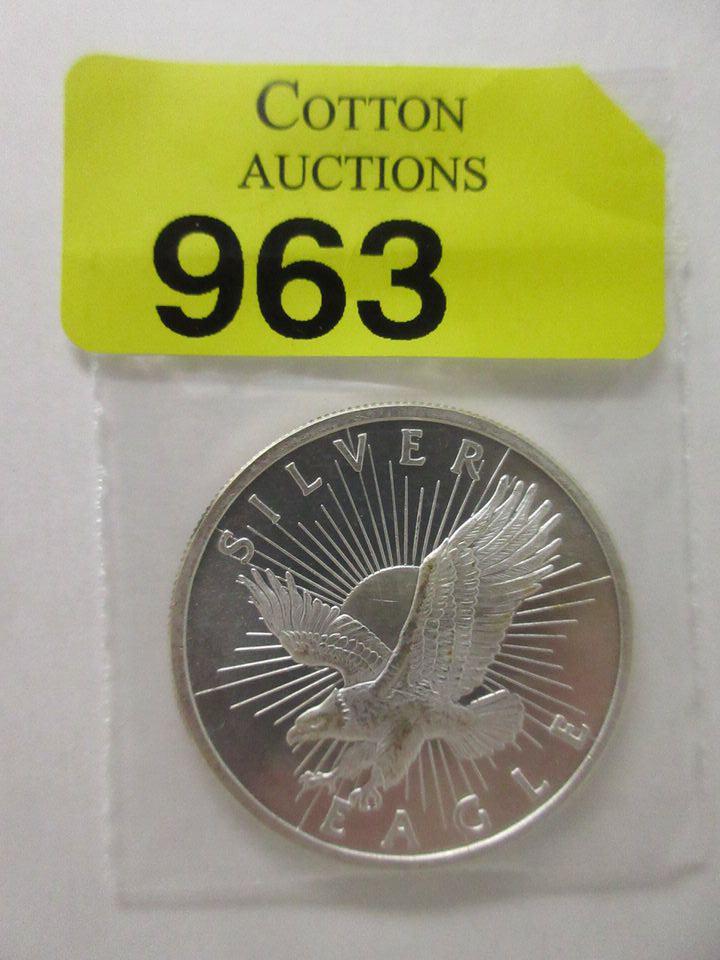 COTTON
AUCTIONS
963
SILVER
EAGLE